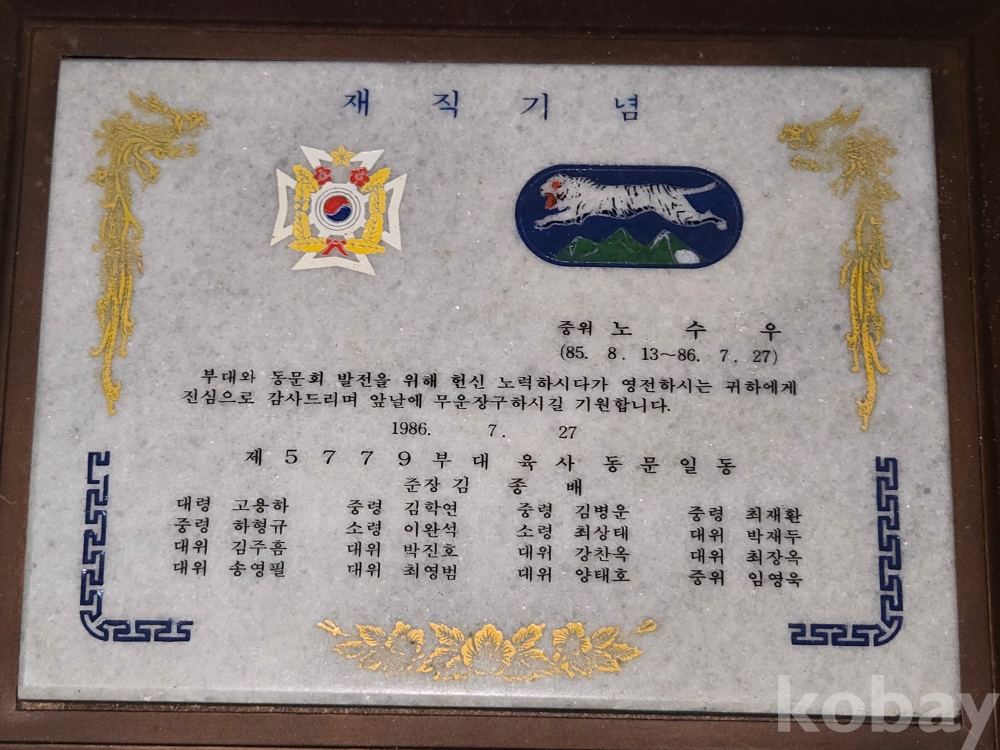 재 직 기 념
중위 노 수 우
(85. 8. 13~86. 7. 27)
부대와 동문회 발전을 위해 헌신 노력하시다가 영전하시는 귀하에게
진심으로 감사드리며 앞날에 무운장구하시길 기원합니다.
1986. 7. 27
제 5 7 7 9 부 대 육 사 동 문 일 동
준장 김 종 배
대령 고용하 중령 김학연 중령 김병운 중령 최재환
중령 하형규 소령 이완석 소령 최상태 대위 박재두
대위 김주흠 대위 박진호 대위 강찬옥 대위 최장옥
대위 송영필 대위 최영범 대위 양태호 중위 임영욱
kobay